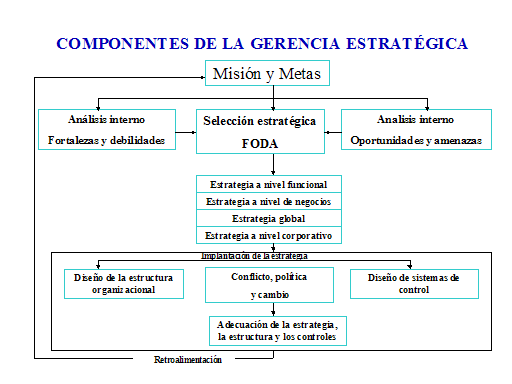 COMPONENTES DE LA GERENCIA ESTRATÉGICA
Misión y Metas
Análisis interno
Fortalezas y debilidades
Selección estratégica
FODA
Analisis interno
Oportunidades y amenazas
Estrategia a nivel funcional
Estrategia a nivel de negocios
Estrategia global
Estrategia a nivel corporativo
Implantación de la estrategia
Diseño de la estructura
organizacional
Conflicto, política
y cambio
Diseño de sistemas de
control
Adecuación de la estrategia,
la estructura y los controles
Retroalimentación